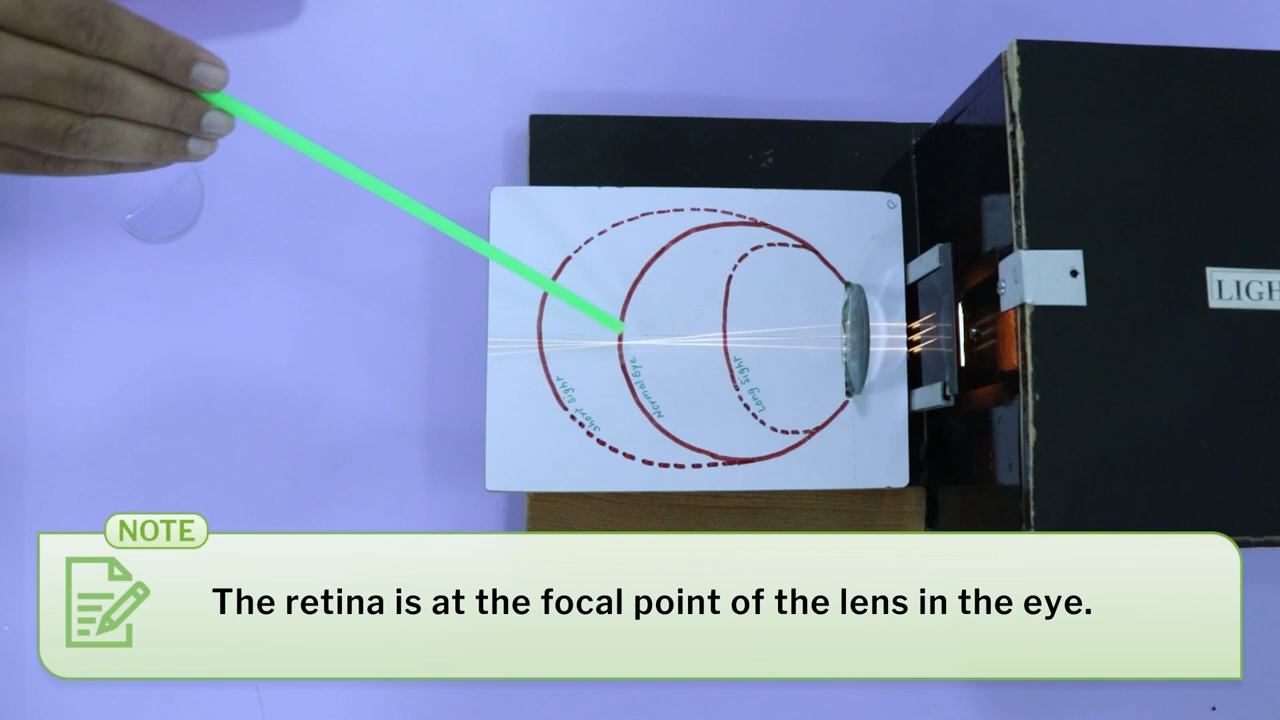 LIGH
Short Sight
Normal Eye
Long Sight
NOTE
The retina is at the focal point of the lens in the eye.